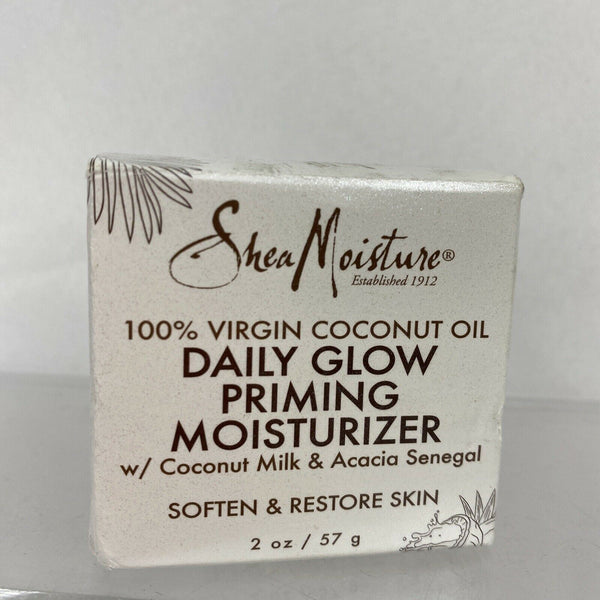 SheaMoisture®
Established 1912
100% VIRGIN COCONUT OIL
DAILY GLOW
PRIMING
MOISTURIZER
w/ Coconut Milk & Acacia Senegal
SOFTEN & RESTORE SKIN
2 oz / 57 g